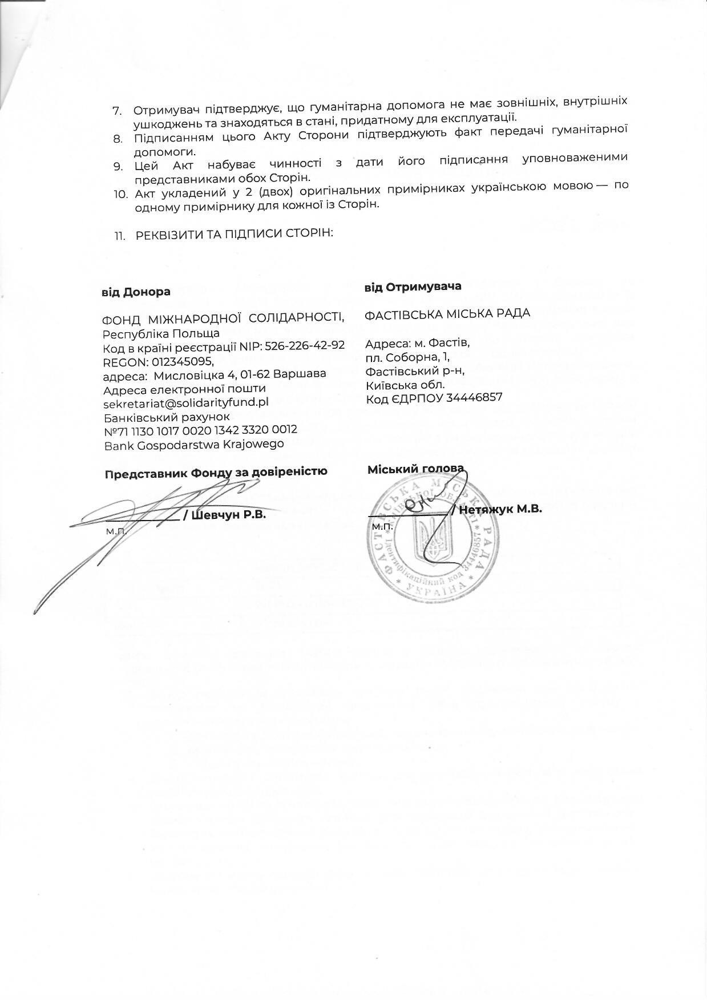 7. Отримувач підтверджує, що гуманітарна допомога не має зовнішніх, внутрішніх
ушкоджень та знаходяться в стані, придатному для експлуатації.
8. Підписанням цього Акту Сторони підтверджують факт передачі гуманітарної
допомоги.
9. Цей Акт набуває чинності з дати його підписання уповноваженими
представниками обох Сторін.
10. Акт укладений у 2 (двох) оригінальних примірниках українською мовою — по
одному примірнику для кожної із Сторін.
11. РЕКВІЗИТИ ТА ПІДПИСИ СТОРІН:
від Донора
ФОНД МІЖНАРОДНОЇ СОЛІДАРНОСТІ,
Республіка Польща
Код в країні реєстрації NIP: 526-226-42-92
REGON: 012345095,
адреса: Мисловіцка 4, 01-62 Варшава
Адреса електронної пошти
sekretariat@solidarityfund.pl
Банківський рахунок
№71 1130 1017 0020 1342 3320 0012
Bank Gospodarstwa Krajowego
Представник Фонду за довіреністю
/ Шевчун Р.В.
м.п.
від Отримувача
ФАСТІВСЬКА МІСЬКА РАДА
Адреса: м. Фастів,
пл. Соборна, 1,
Фастівський р-н,
Київська обл.
Код ЄДРПОУ 34446857
Міський голова
/ Нетяжук М.В.
м.п.
ФАСТІВСЬКА МІСЬКА РАДА
* УКРАЇНА *
КИЇВСЬКОЇ ОБЛАСТІ
* Ідентифікаційний код 34446857 *